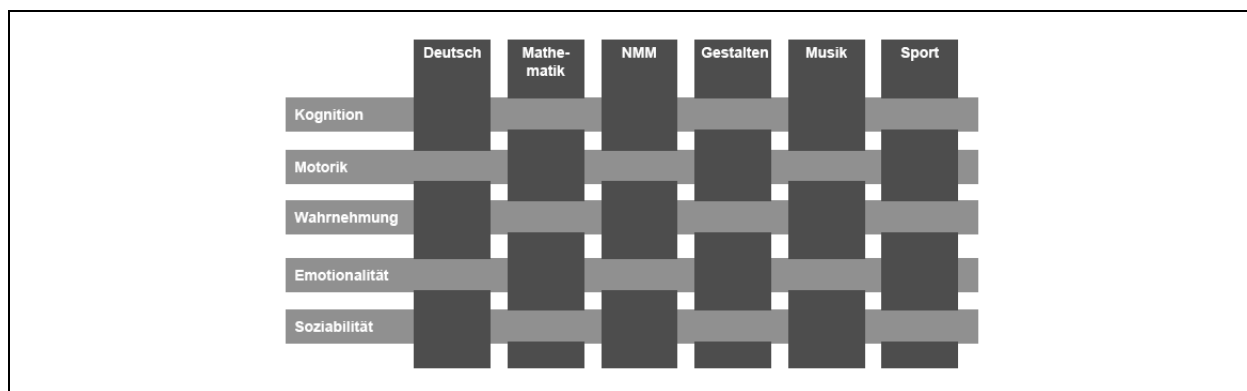 Deutsch
Mathe-
matik
NMM
Gestalten
Musik
Sport
Kognition
Motorik
Wahrnehmung
Emotionalität
Soziabilität